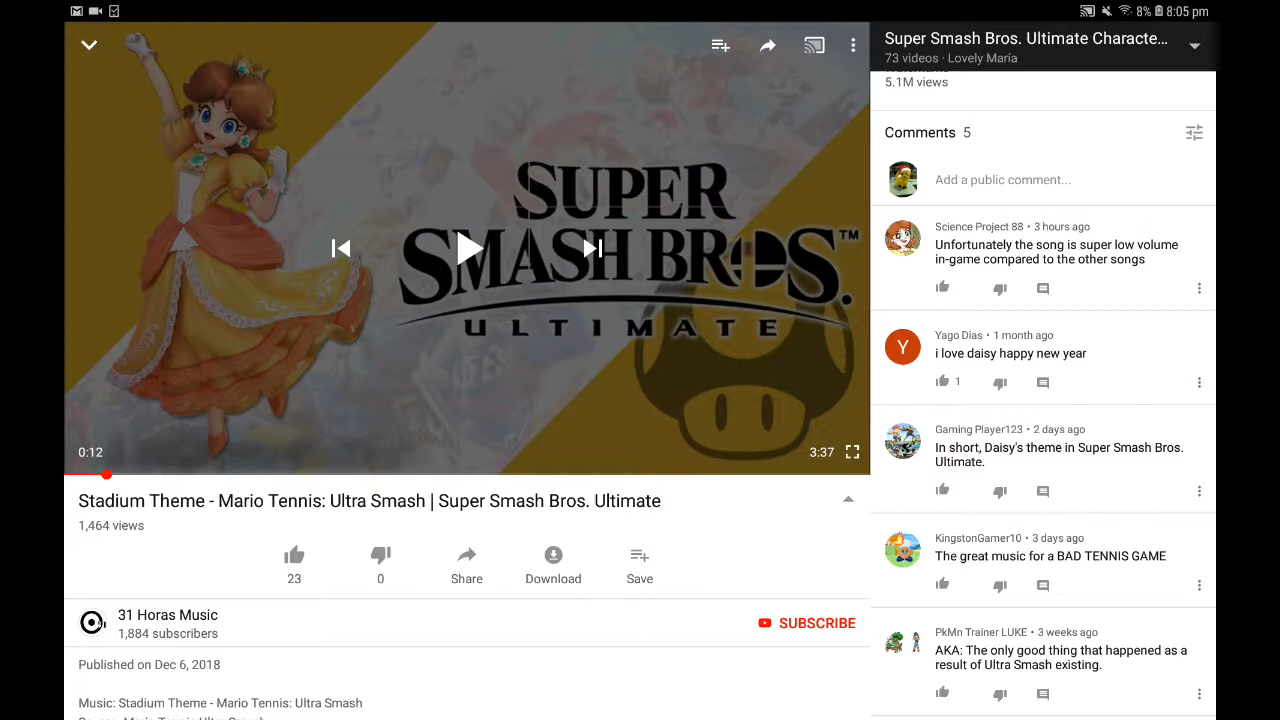 8% 8:05 pm
SUPER
SMASH BROS.™
ULTIMATE
0:12
3:37
Stadium Theme - Mario Tennis: Ultra Smash | Super Smash Bros. Ultimate
1,464 views
23
0
Share
Download
Save
31 Horas Music
1,884 subscribers
SUBSCRIBE
Published on Dec 6, 2018
Music: Stadium Theme - Mario Tennis: Ultra Smash
Super Smash Bros. Ultimate Characte...
73 videos · Lovely Maria
5.1M views
Comments 5
Add a public comment...
Science Project 88 • 3 hours ago
Unfortunately the song is super low volume
in-game compared to the other songs
Y
Yago Dias • 1 month ago
i love daisy happy new year
1
Gaming Player123 • 2 days ago
In short, Daisy's theme in Super Smash Bros.
Ultimate.
KingstonGamer10 • 3 days ago
The great music for a BAD TENNIS GAME
PkMn Trainer LUKE • 3 weeks ago
AKA: The only good thing that happened as a
result of Ultra Smash existing.